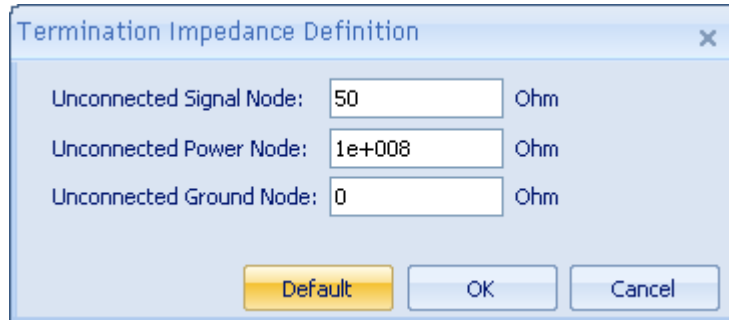 Termination Impedance Definition
Unconnected Signal Node: 50 Ohm
Unconnected Power Node: 1e+008 Ohm
Unconnected Ground Node: 0 Ohm
Default OK Cancel